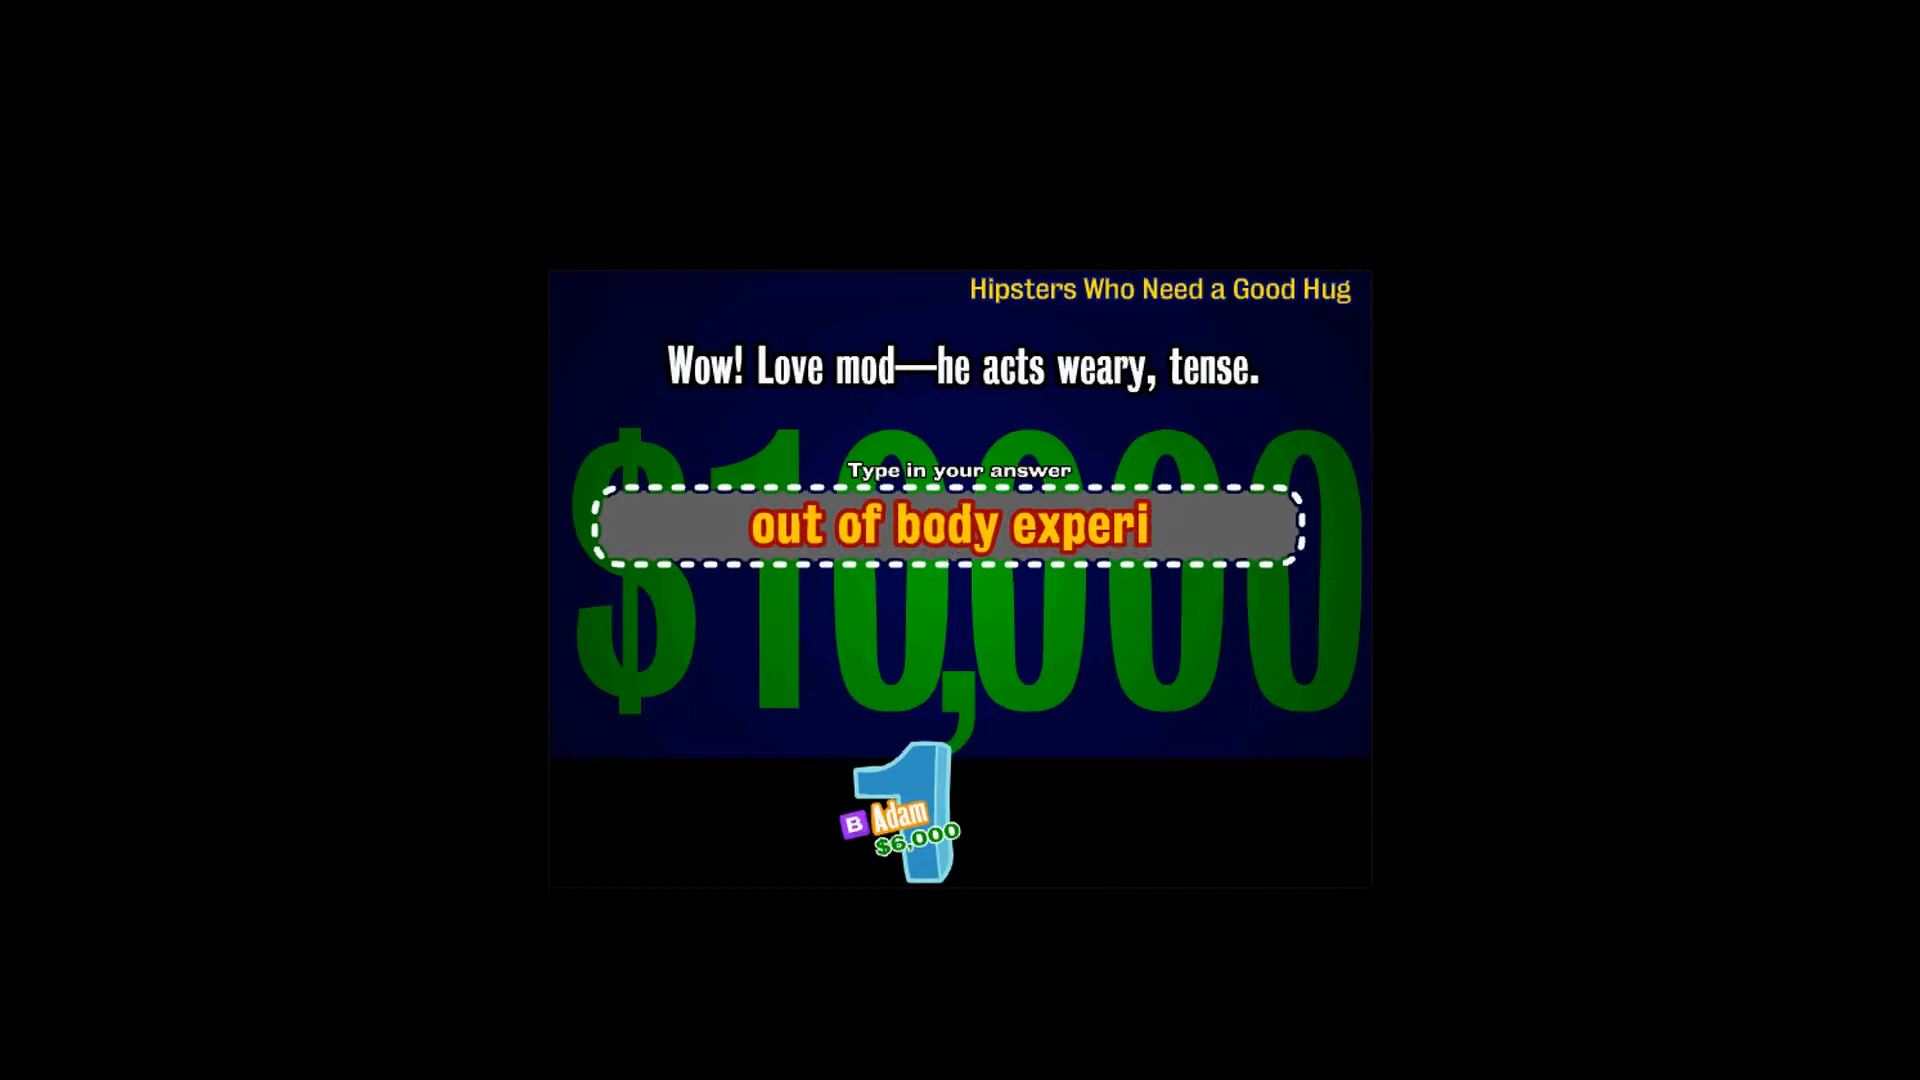 Hipsters Who Need a Good Hug
Wow! Love mod—he acts weary, tense.
$10,000
Type in your answer
out of body experi
1
B Adam
$6,000